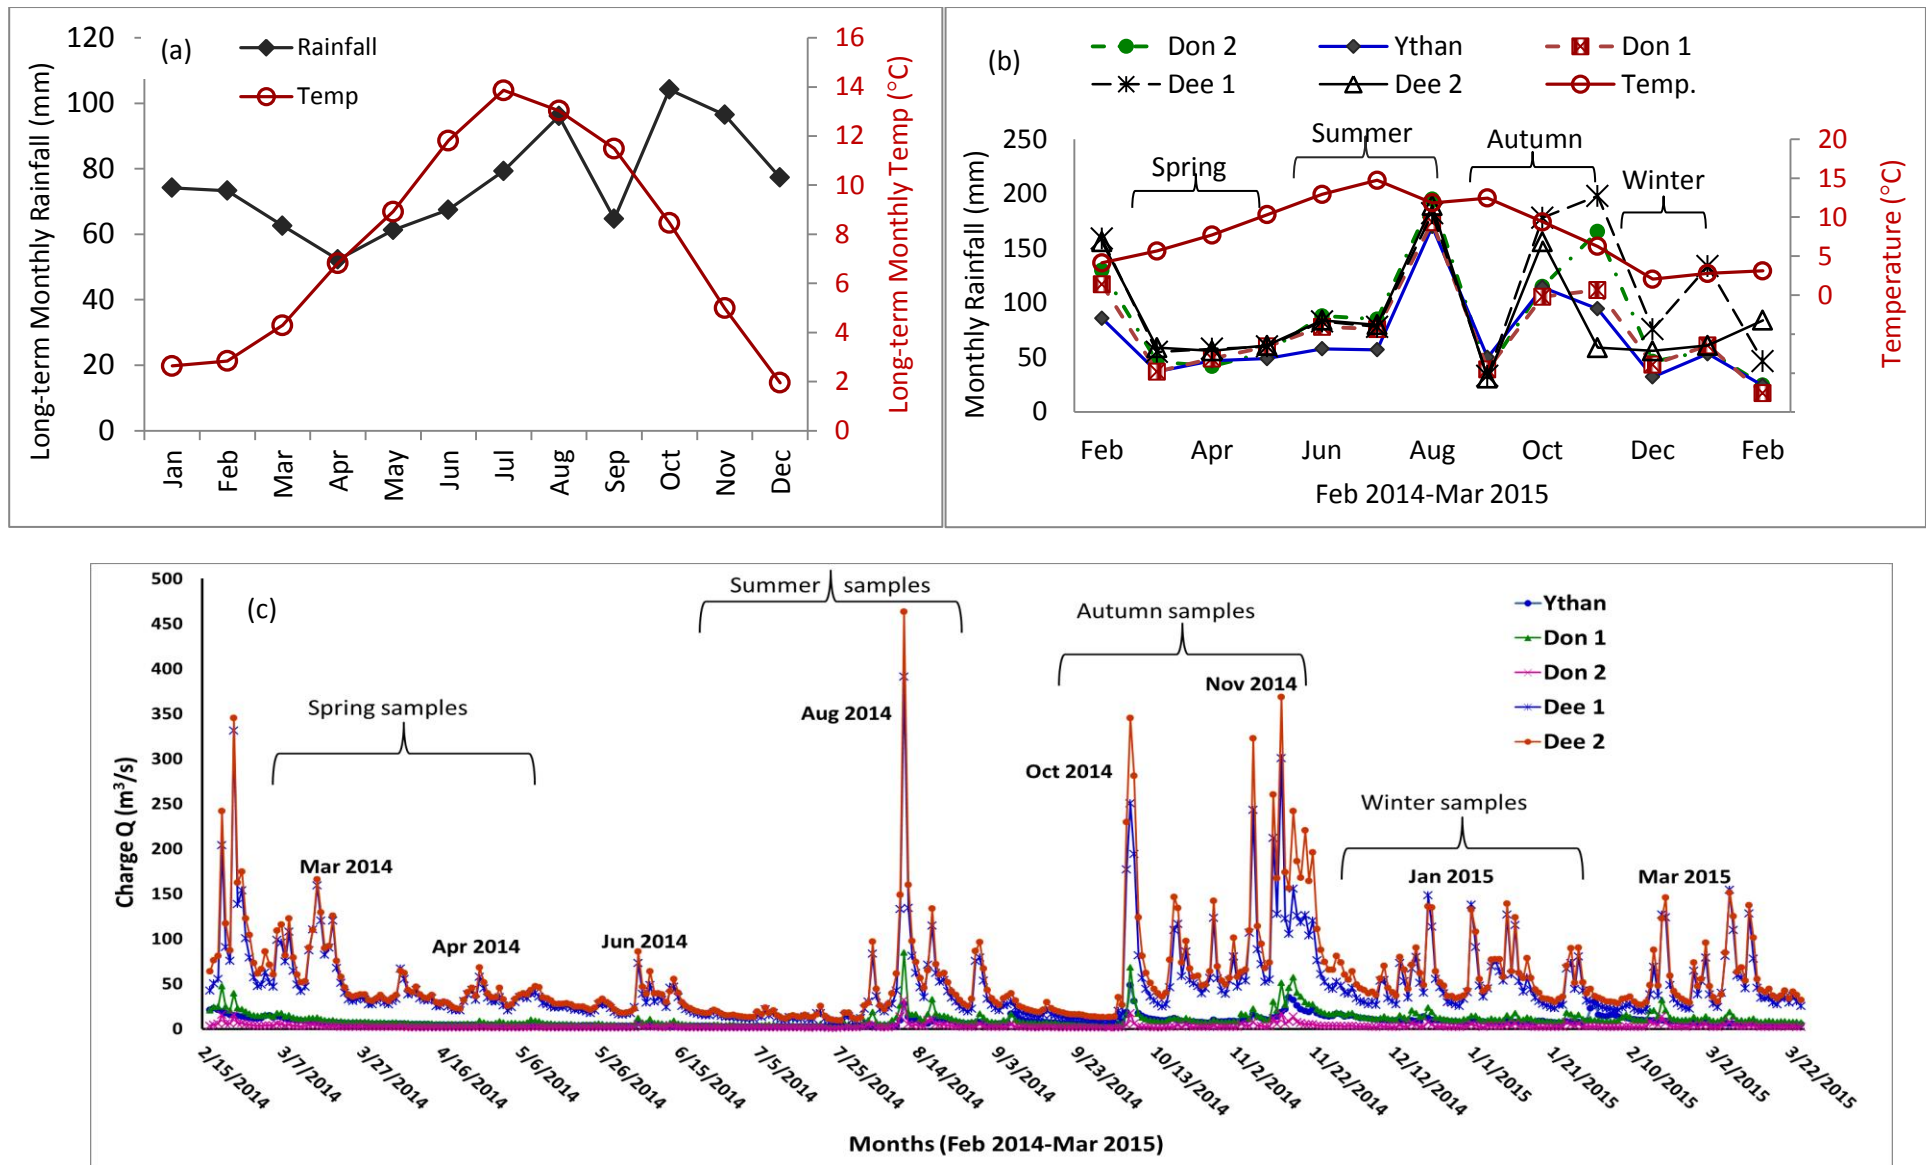 (a)
Rainfall
Temp
Long-term Monthly Rainfall (mm)
120
100
80
60
40
20
0
Long-term Monthly Temp (°C)
16
14
12
10
8
6
4
2
0
Jan Feb Mar Apr May Jun Jul Aug Sep Oct Nov Dec
(b)
Don 2 Ythan Don 1
Dee 1 Dee 2 Temp.
Monthly Rainfall (mm)
250
200
150
100
50
0
Spring Summer Autumn Winter
Temperature (°C)
20
15
10
5
0
Feb Apr Jun Aug Oct Dec Feb
Feb 2014-Mar 2015
(c)
Charge Q (m³/s)
500
450
400
350
300
250
200
150
100
50
0
Spring samples
Summer samples
Autumn samples
Winter samples
Mar 2014
Apr 2014
Jun 2014
Aug 2014
Oct 2014
Nov 2014
Jan 2015
Mar 2015
Ythan
Don 1
Don 2
Dee 1
Dee 2
2/15/2014 3/7/2014 3/27/2014 4/16/2014 5/6/2014 5/26/2014 6/15/2014 7/5/2014 7/25/2014 8/14/2014 9/3/2014 9/23/2014 10/13/2014 11/2/2014 11/22/2014 12/12/2014 1/1/2015 1/21/2015 2/10/2015 3/2/2015 3/22/2015
Months (Feb 2014-Mar 2015)